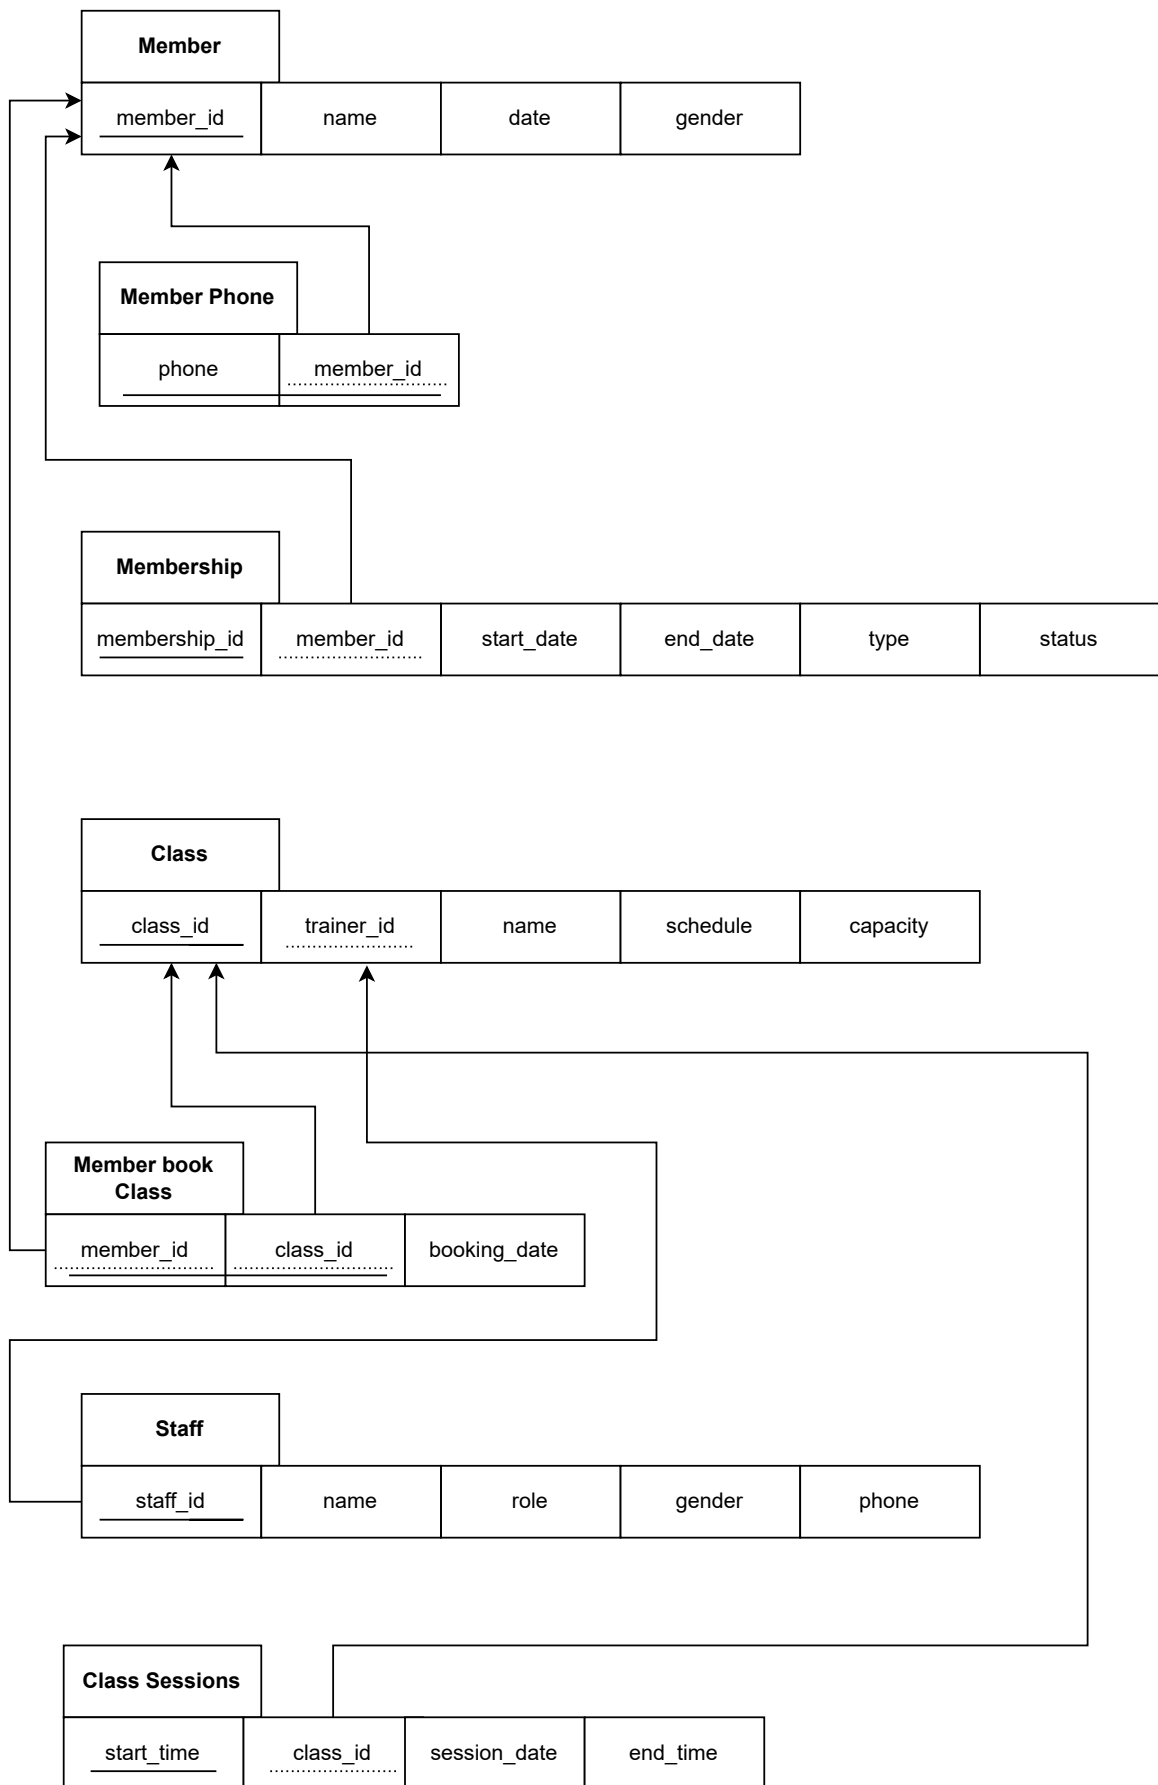 Member
member_id name date gender
Member Phone
phone member_id
Membership
membership_id member_id start_date end_date type status
Class
class_id trainer_id name schedule capacity
Member book
Class
member_id class_id booking_date
Staff
staff_id name role gender phone
Class Sessions
start_time class_id session_date end_time